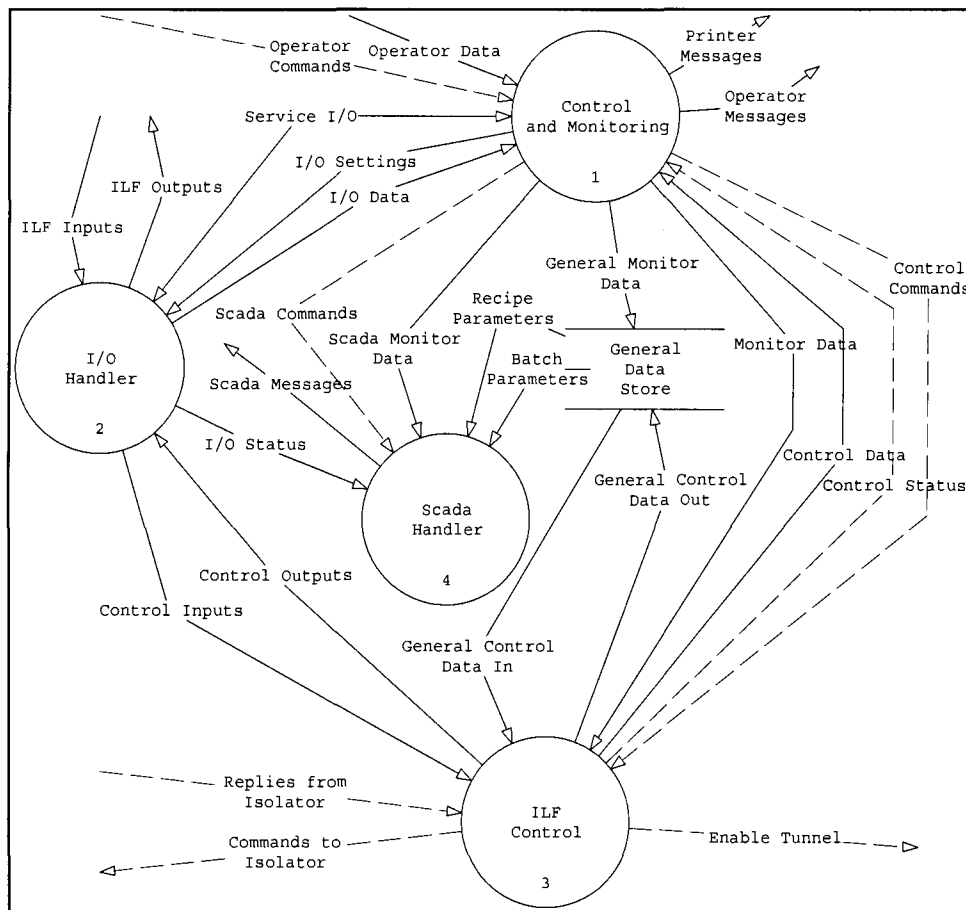 Operator
Commands
Operator Data
Printer
Messages
Operator
Messages
Control
and Monitoring
1
Service I/O
I/O Settings
I/O Data
ILF Outputs
ILF Inputs
General Monitor
Data
Control
Commands
Scada Commands
Recipe
Parameters
Scada Monitor
Data
Monitor Data
General
Data
Store
Batch
Parameters
I/O
Handler
2
Scada Messages
I/O Status
Control Data
General Control
Data Out
Control Status
Scada
Handler
4
Control Outputs
Control Inputs
General Control
Data In
Replies from
Isolator
ILF
Control
3
Enable Tunnel
Commands to
Isolator